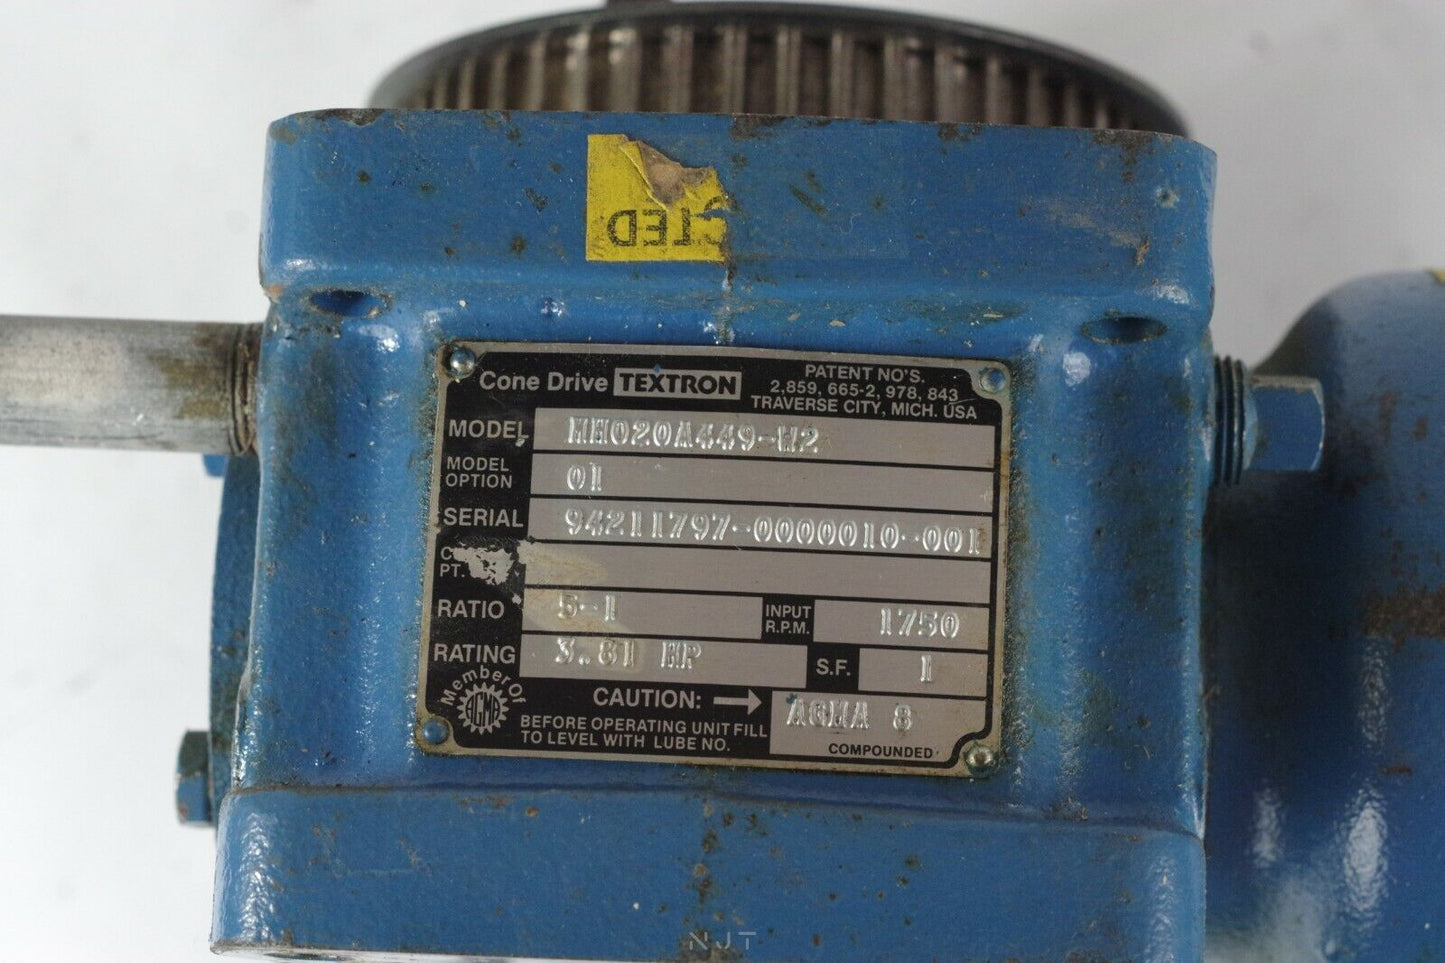 CTED
Cone Drive TEXTRON
PATENT NO'S.
2,859, 665-2, 978, 843
TRAVERSE CITY, MICH. USA
MODEL MHO20A449-H2
MODEL OPTION 01
SERIAL 94211797-0000010-001
PT.
RATIO 5-1 INPUT R.P.M. 1750
RATING 3.81 HP S.F. 1
Member Of AGMA
CAUTION:
BEFORE OPERATING UNIT FILL
TO LEVEL WITH LUBE NO.
AGMA 8
COMPOUNDED
NJT